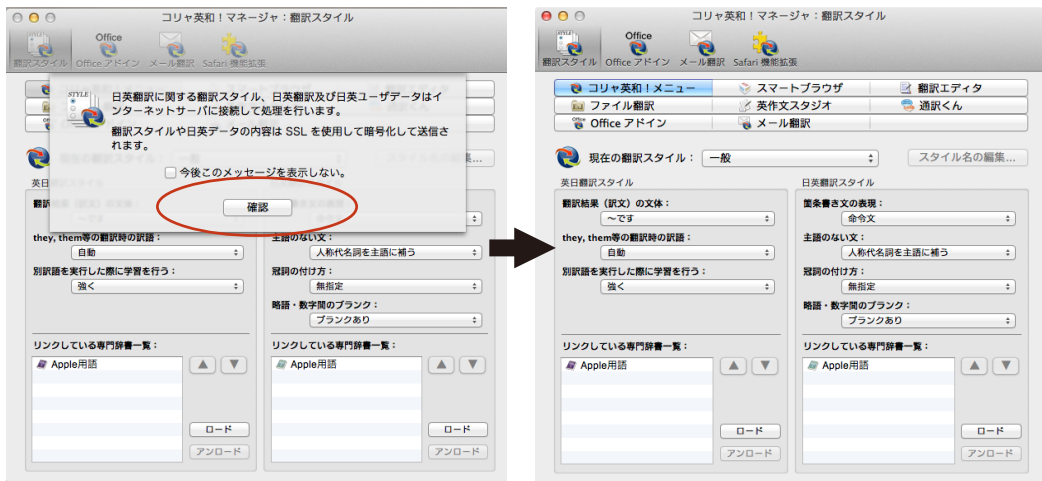 コリャ英和！マネージャ：翻訳スタイル
STYLE
Office
翻訳スタイル Office アドイン メール翻訳 Safari 機能拡張
STYLE
日英翻訳に関する翻訳スタイル、日英翻訳及び日英ユーザデータはイ
ンターネットサーバに接続して処理を行います。
翻訳スタイルや日英データの内容は SSL を使用して暗号化して送信さ
れます。
今後このメッセージを表示しない。
確認
they, them等の翻訳時の訳語：
自動
別訳語を実行した際に学習を行う：
強く
主語のない文：
人称代名詞を主語に補う
冠詞の付け方：
無指定
略語・数字間のブランク：
ブランクあり
リンクしている専門辞書一覧：
Apple用語
ロード
アンロード
リンクしている専門辞書一覧：
Apple用語
ロード
アンロード
コリャ英和！マネージャ：翻訳スタイル
STYLE
Office
翻訳スタイル Office アドイン メール翻訳 Safari 機能拡張
コリャ英和！メニュー スマートブラウザ 翻訳エディタ
ファイル翻訳 英作文スタジオ 通訳くん
Office アドイン メール翻訳
現在の翻訳スタイル： 一般 スタイル名の編集...
英日翻訳スタイル
翻訳結果（訳文）の文体：
〜です
they, them等の翻訳時の訳語：
自動
別訳語を実行した際に学習を行う：
強く
日英翻訳スタイル
箇条書き文の表現：
命令文
主語のない文：
人称代名詞を主語に補う
冠詞の付け方：
無指定
略語・数字間のブランク：
ブランクあり
リンクしている専門辞書一覧：
Apple用語
ロード
アンロード
リンクしている専門辞書一覧：
Apple用語
ロード
アンロード